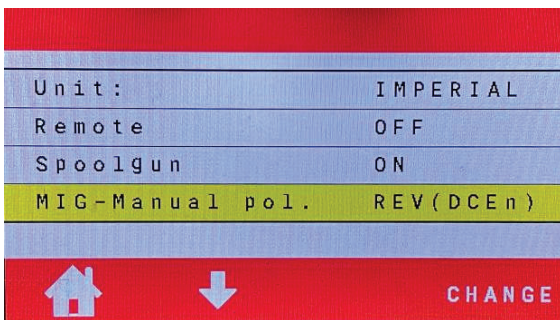 Unit: IMPERIAL
Remote OFF
Spoolgun ON
MIG-Manual pol. REV(DCEn)
CHANGE